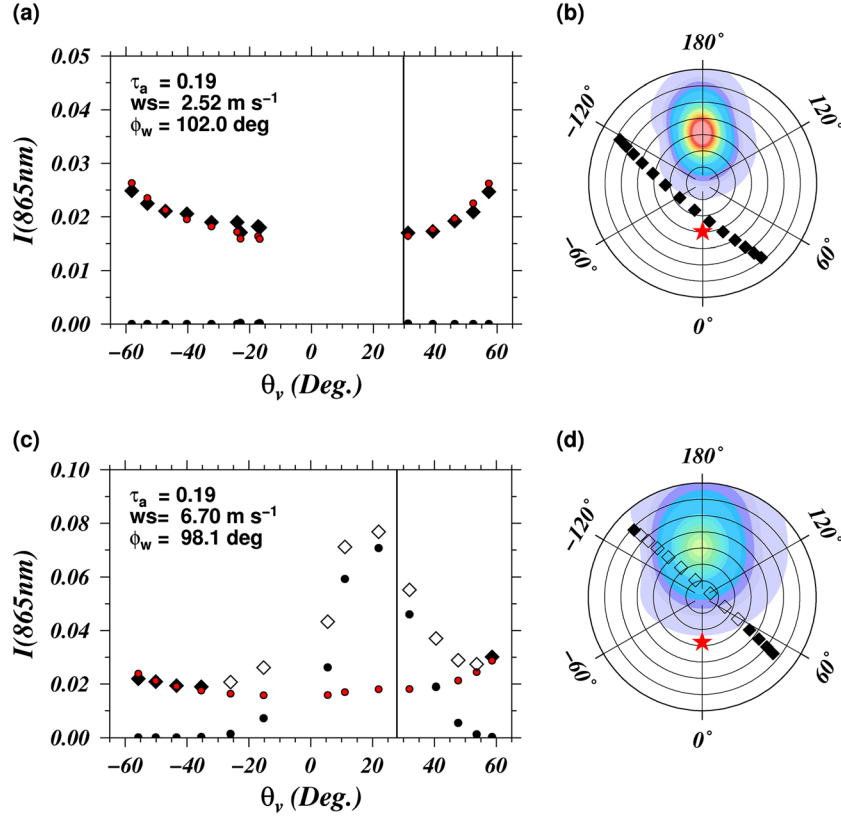 (a)
I(865nm)
0.05
0.04
0.03
0.02
0.01
0.00
τa = 0.19
ws= 2.52 m s⁻¹
ϕw = 102.0 deg
−60 −40 −20 0 20 40 60
θv (Deg.)
(b)
180°
−120° 120°
−60° 60°
0°
(c)
I(865nm)
0.10
0.08
0.06
0.04
0.02
0.00
τa = 0.19
ws= 6.70 m s⁻¹
ϕw = 98.1 deg
−60 −40 −20 0 20 40 60
θv (Deg.)
(d)
180°
−120° 120°
−60° 60°
0°